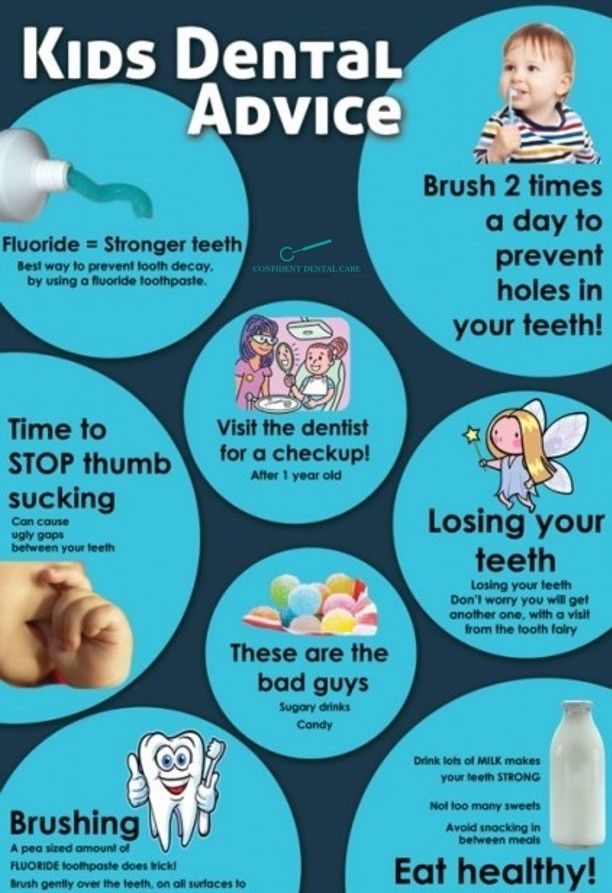 KIDS DENTAL
ADVICE
Fluoride = Stronger teeth
Best way to prevent tooth decay,
by using a fluoride toothpaste.
CONFIDENT DENTAL CARE
Brush 2 times
a day to
prevent
holes in
your teeth!
Visit the dentist
for a checkup!
After 1 year old
Time to
STOP thumb
sucking
Can cause
ugly gaps
between your teeth
Losing your
teeth
Losing your teeth
Don't worry you will get
another one, with a visit
from the tooth fairy
These are the
bad guys
Sugary drinks
Candy
Brushing
A pea sized amount of
FLUORIDE toothpaste does trick!
Brush gently over the teeth, on all surfaces to
Drink lots of MILK makes
your teeth STRONG
Not too many sweets
Avoid snacking in
between meals
Eat healthy!